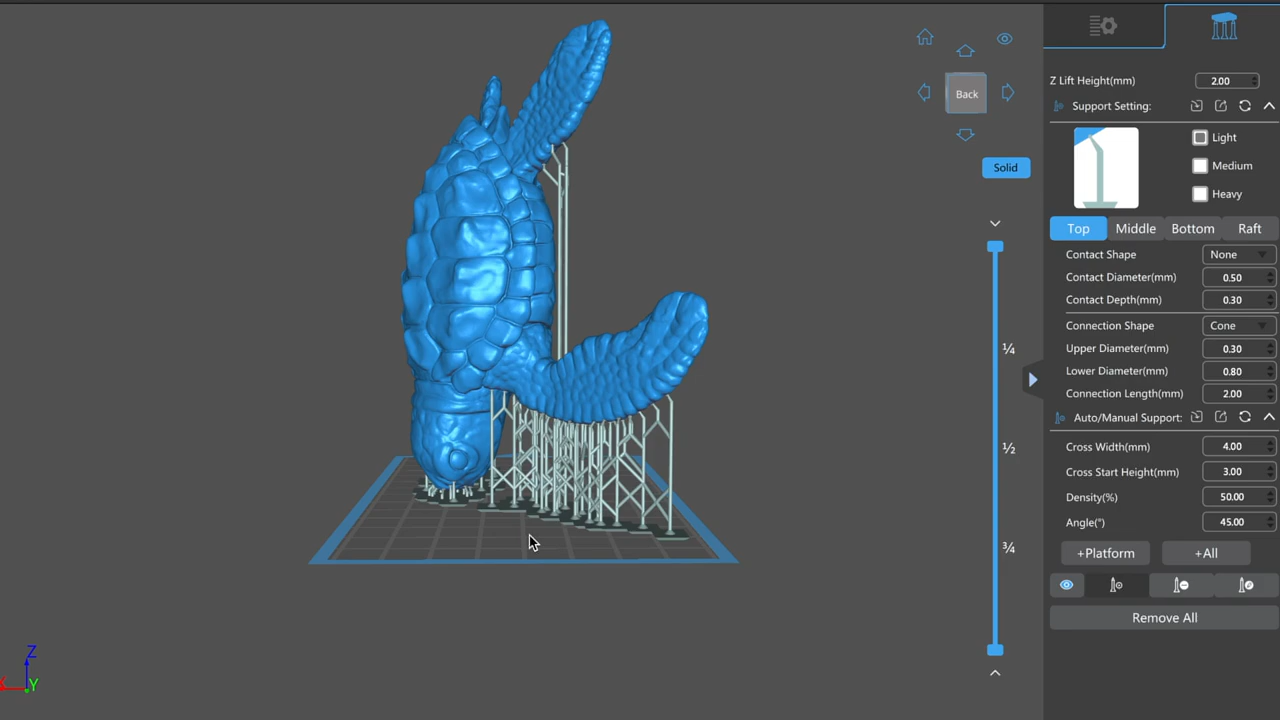 Back
Solid
¼
½
¾
Z
X
Y
Z Lift Height(mm) 2.00
Support Setting:
Light
Medium
Heavy
Top Middle Bottom Raft
Contact Shape None
Contact Diameter(mm) 0.50
Contact Depth(mm) 0.30
Connection Shape Cone
Upper Diameter(mm) 0.30
Lower Diameter(mm) 0.80
Connection Length(mm) 2.00
Auto/Manual Support:
Cross Width(mm) 4.00
Cross Start Height(mm) 3.00
Density(%) 50.00
Angle(°) 45.00
+Platform +All
Remove All